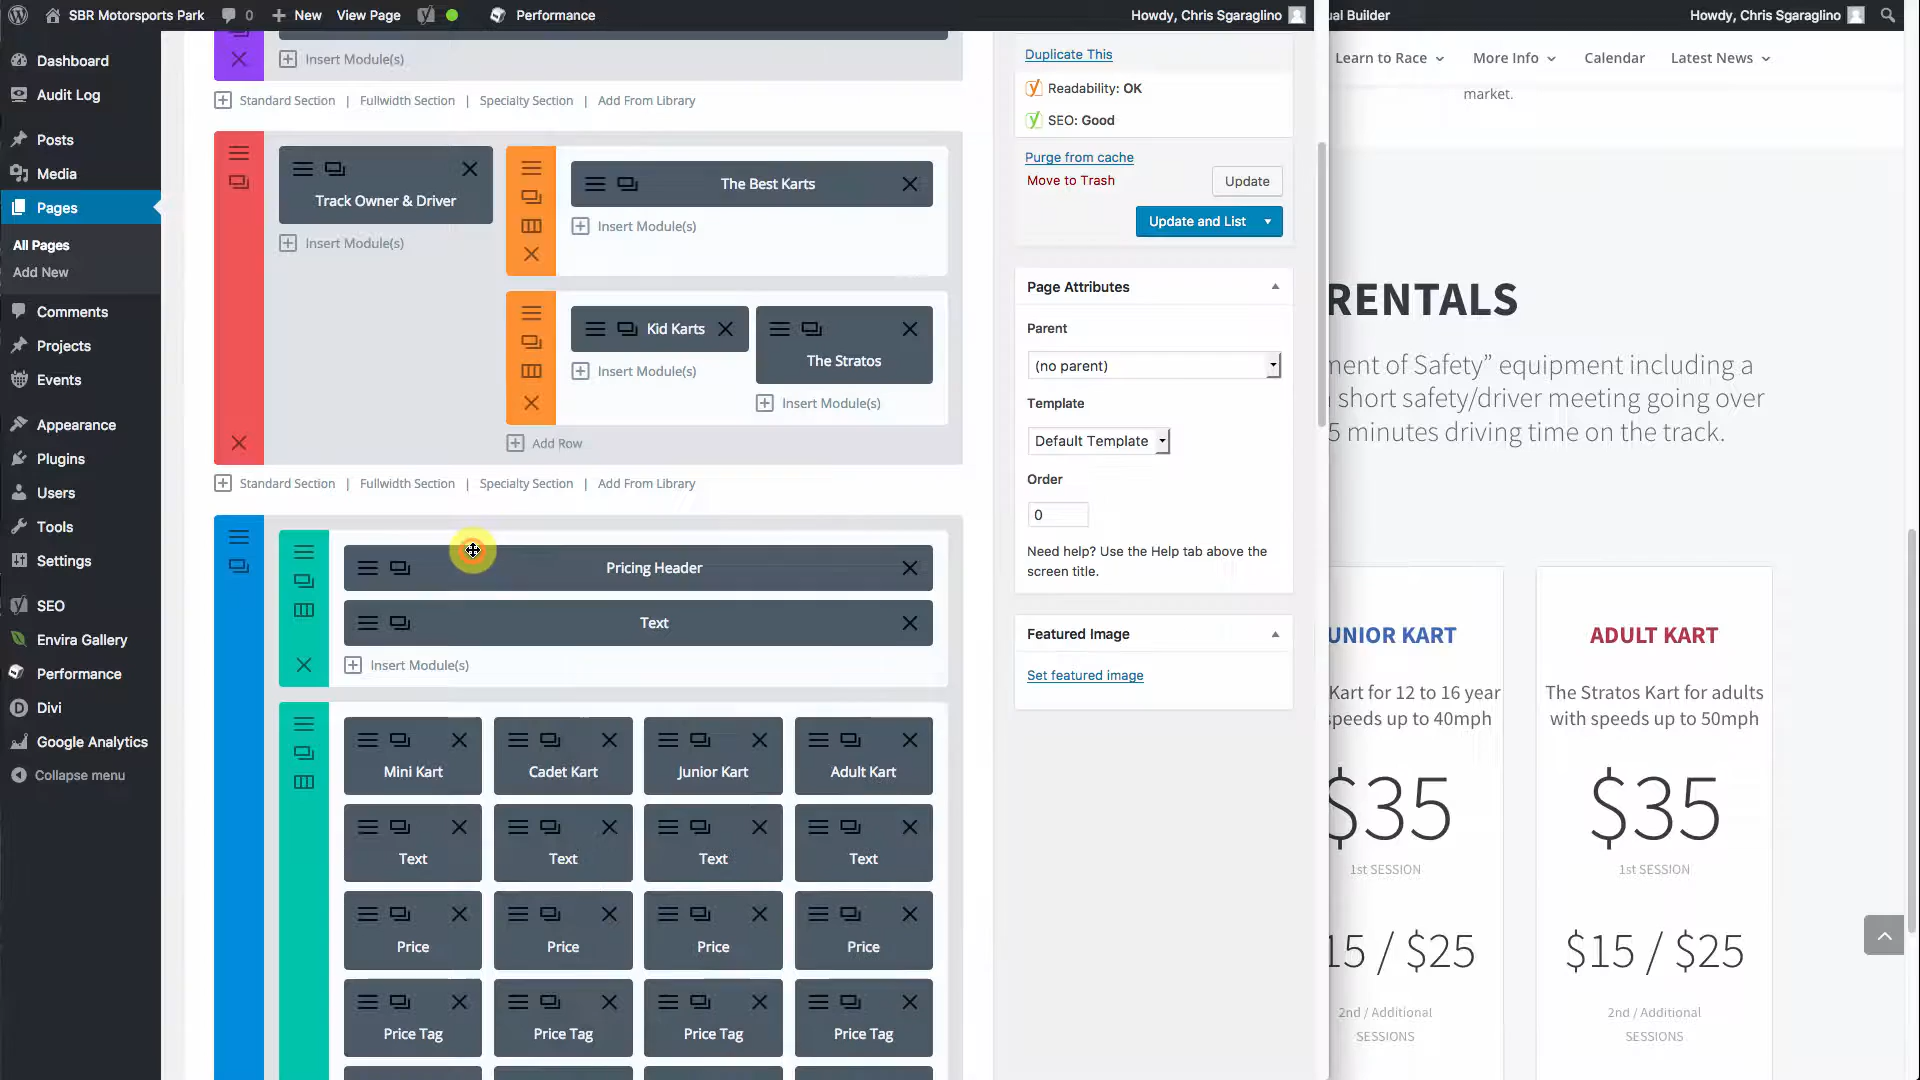 SBR Motorsports Park
0
New
View Page
Performance
Howdy, Chris Sgaraglino
ual Builder
Howdy, Chris Sgaraglino
Dashboard
Audit Log
Posts
Media
Pages
All Pages
Add New
Comments
Projects
Events
Appearance
Plugins
Users
Tools
Settings
SEO
Envira Gallery
Performance
Divi
Google Analytics
Collapse menu
Insert Module(s)
Standard Section | Fullwidth Section | Specialty Section | Add From Library
Track Owner & Driver
Insert Module(s)
The Best Karts
Insert Module(s)
Kid Karts
Insert Module(s)
The Stratos
Insert Module(s)
Add Row
Standard Section | Fullwidth Section | Specialty Section | Add From Library
Pricing Header
Text
Insert Module(s)
Mini Kart
Cadet Kart
Junior Kart
Adult Kart
Text
Text
Text
Text
Price
Price
Price
Price
Price Tag
Price Tag
Price Tag
Price Tag
Duplicate This
Readability: OK
SEO: Good
Purge from cache
Move to Trash
Update
Update and List
Page Attributes
Parent
(no parent)
Template
Default Template
Order
0
Need help? Use the Help tab above the
screen title.
Featured Image
Set featured image
Learn to Race
More Info
Calendar
Latest News
market.
RENTALS
ment of Safety” equipment including a
short safety/driver meeting going over
5 minutes driving time on the track.
UNIOR KART
Kart for 12 to 16 year
speeds up to 40mph
$35
1st SESSION
15 / $25
2nd / Additional
SESSIONS
ADULT KART
The Stratos Kart for adults
with speeds up to 50mph
$35
1st SESSION
$15 / $25
2nd / Additional
SESSIONS